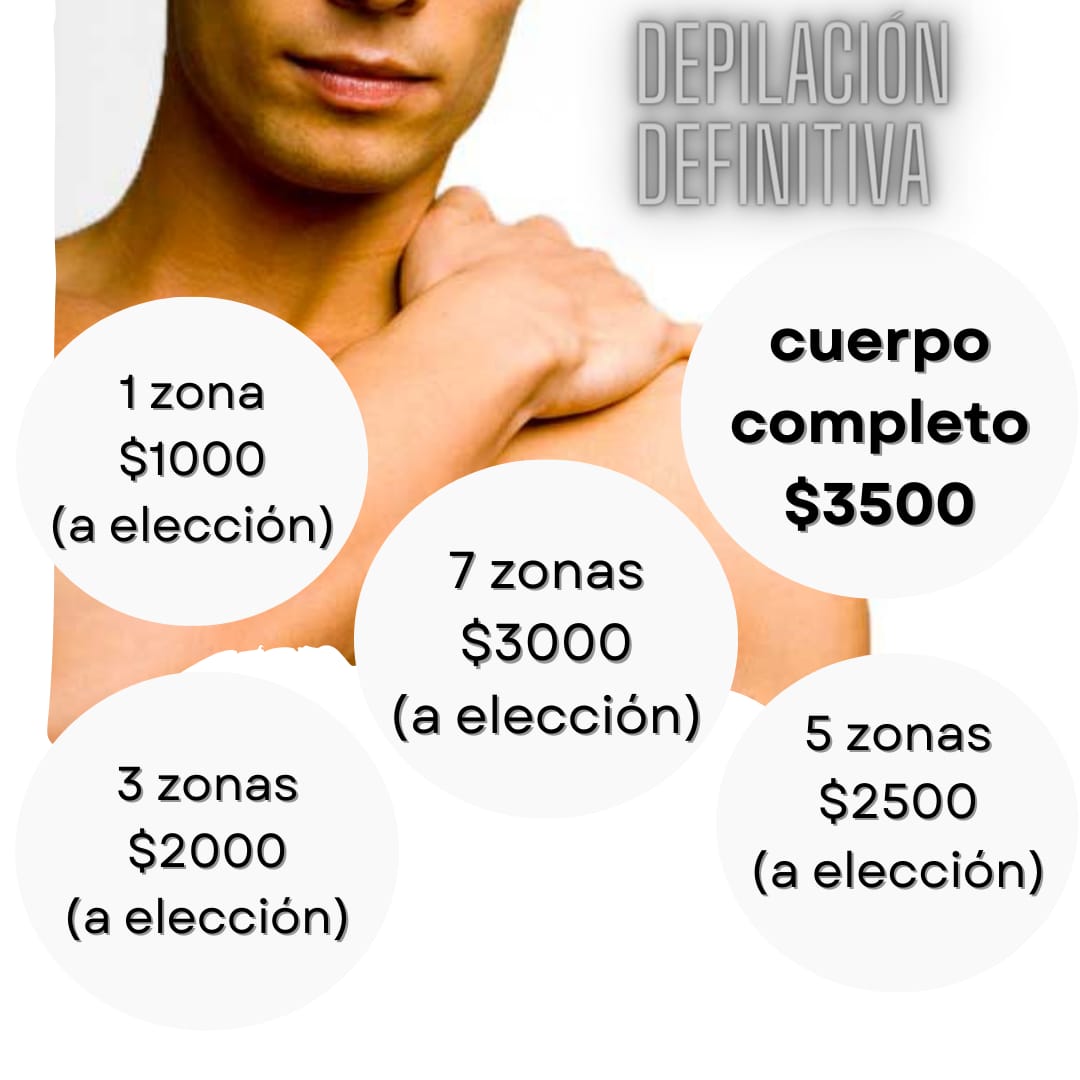 DEPILACIÓN
DEFINITIVA
cuerpo
completo
$3500
1 zona
$1000
(a elección)
7 zonas
$3000
(a elección)
3 zonas
$2000
(a elección)
5 zonas
$2500
(a elección)